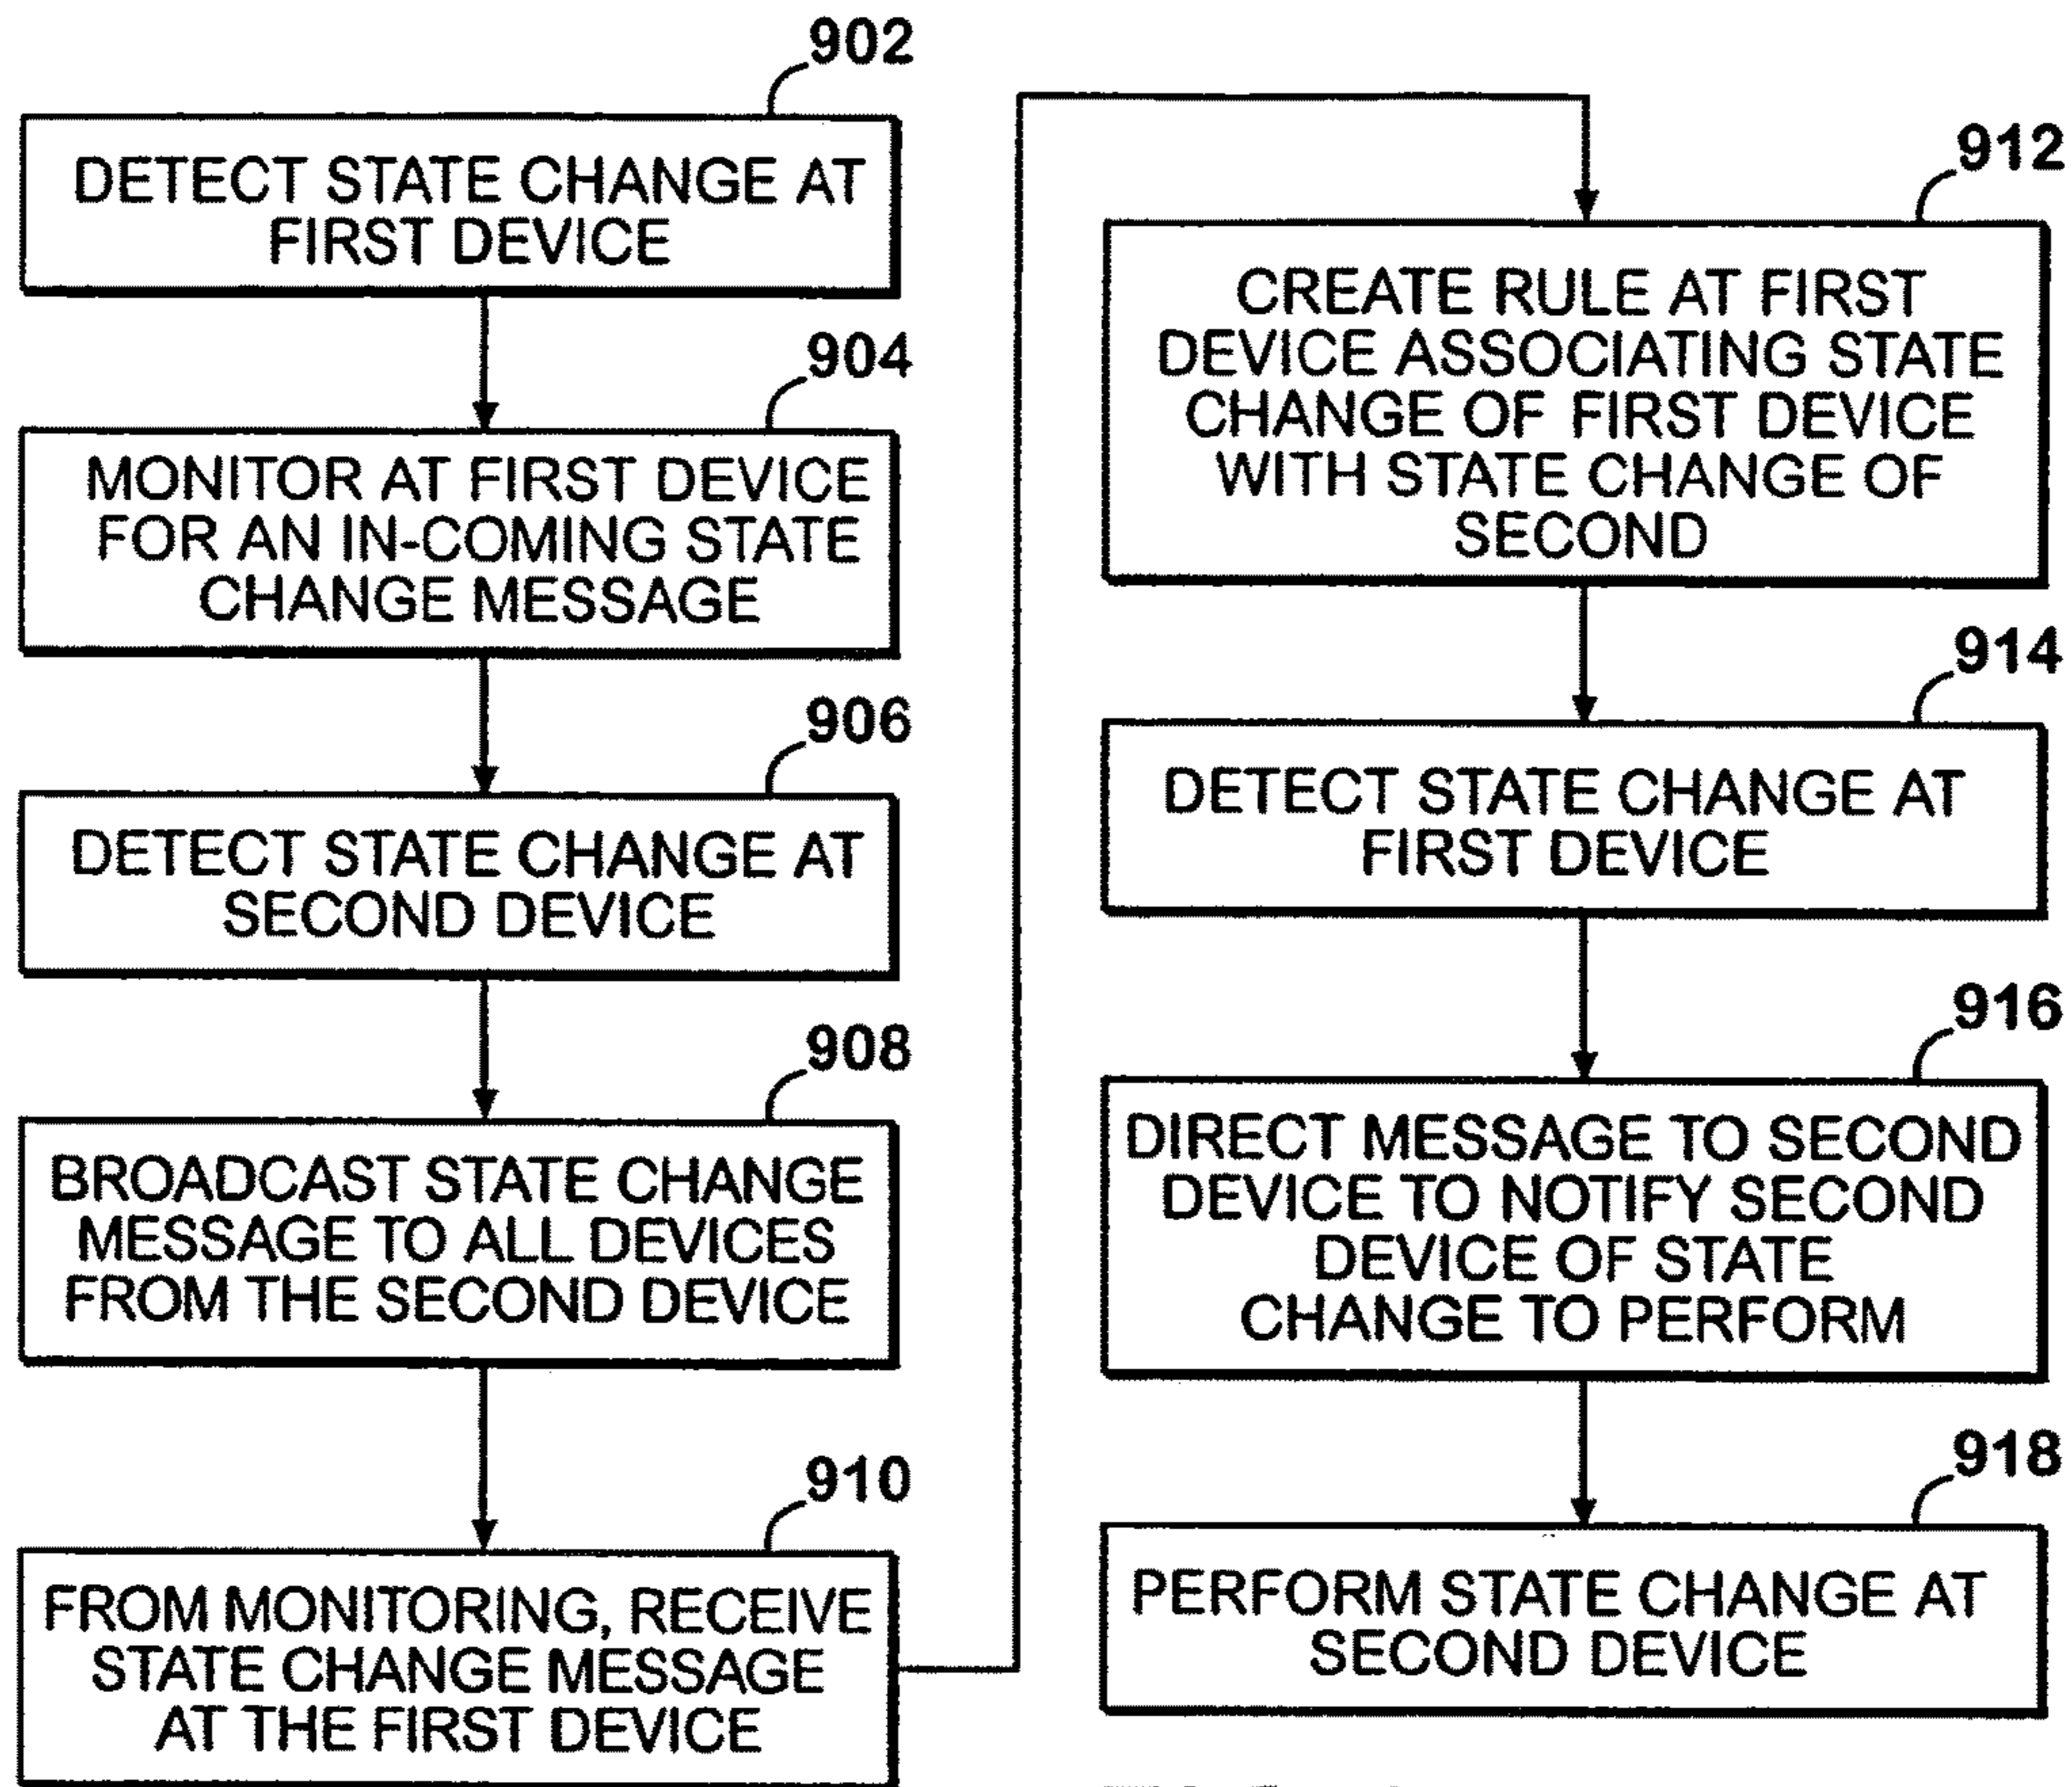 902
DETECT STATE CHANGE AT
FIRST DEVICE
904
MONITOR AT FIRST DEVICE
FOR AN IN-COMING STATE
CHANGE MESSAGE
906
DETECT STATE CHANGE AT
SECOND DEVICE
908
BROADCAST STATE CHANGE
MESSAGE TO ALL DEVICES
FROM THE SECOND DEVICE
910
FROM MONITORING, RECEIVE
STATE CHANGE MESSAGE
AT THE FIRST DEVICE
912
CREATE RULE AT FIRST
DEVICE ASSOCIATING STATE
CHANGE OF FIRST DEVICE
WITH STATE CHANGE OF
SECOND
914
DETECT STATE CHANGE AT
FIRST DEVICE
916
DIRECT MESSAGE TO SECOND
DEVICE TO NOTIFY SECOND
DEVICE OF STATE
CHANGE TO PERFORM
918
PERFORM STATE CHANGE AT
SECOND DEVICE